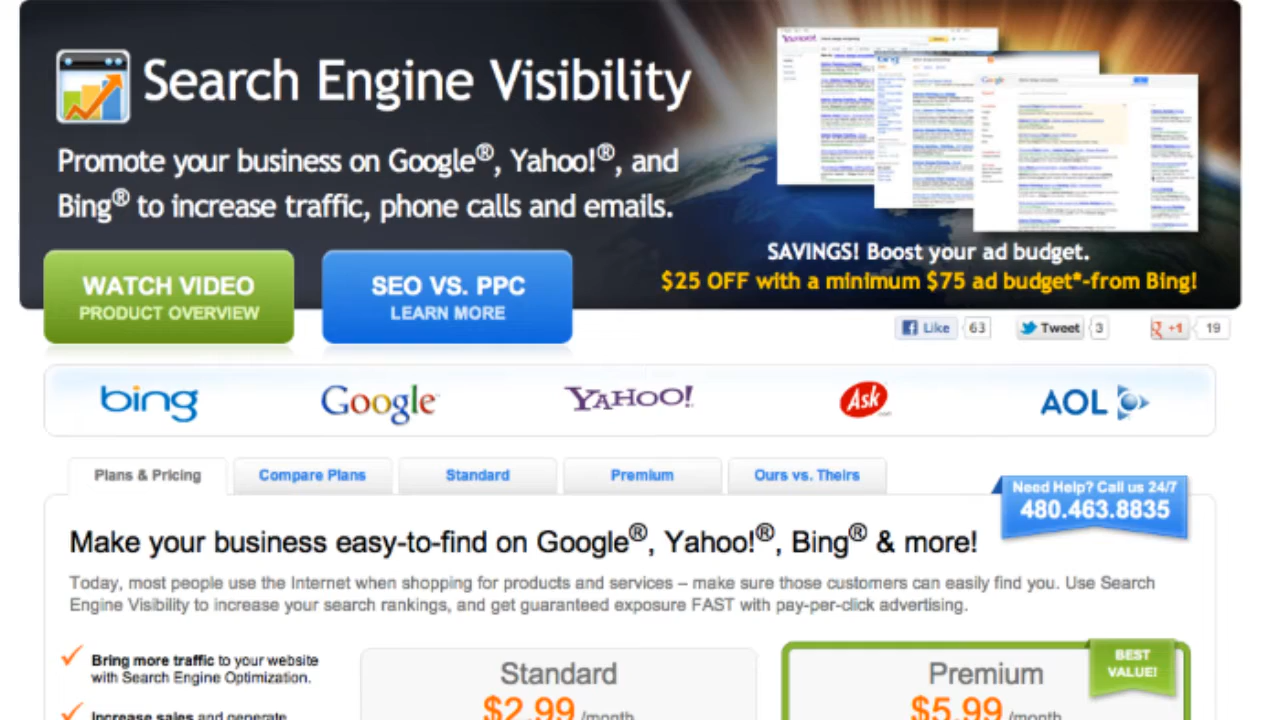 Search Engine Visibility
Promote your business on Google®, Yahoo!®, and
Bing® to increase traffic, phone calls and emails.
YAHOO!
bing
Google
SAVINGS! Boost your ad budget.
$25 OFF with a minimum $75 ad budget*-from Bing!
WATCH VIDEO
PRODUCT OVERVIEW
SEO VS. PPC
LEARN MORE
Like 63 Tweet 3 g +1 19
bing Google YAHOO! Ask AOL
Plans & Pricing Compare Plans Standard Premium Ours vs. Theirs
Need Help? Call us 24/7
480.463.8835
Make your business easy-to-find on Google®, Yahoo!®, Bing® & more!
Today, most people use the Internet when shopping for products and services – make sure those customers can easily find you. Use Search
Engine Visibility to increase your search rankings, and get guaranteed exposure FAST with pay-per-click advertising.
Bring more traffic to your website
with Search Engine Optimization.
Increase sales and generate
Standard
$2.99 /month
Premium
$5.99 /month
BEST
VALUE!